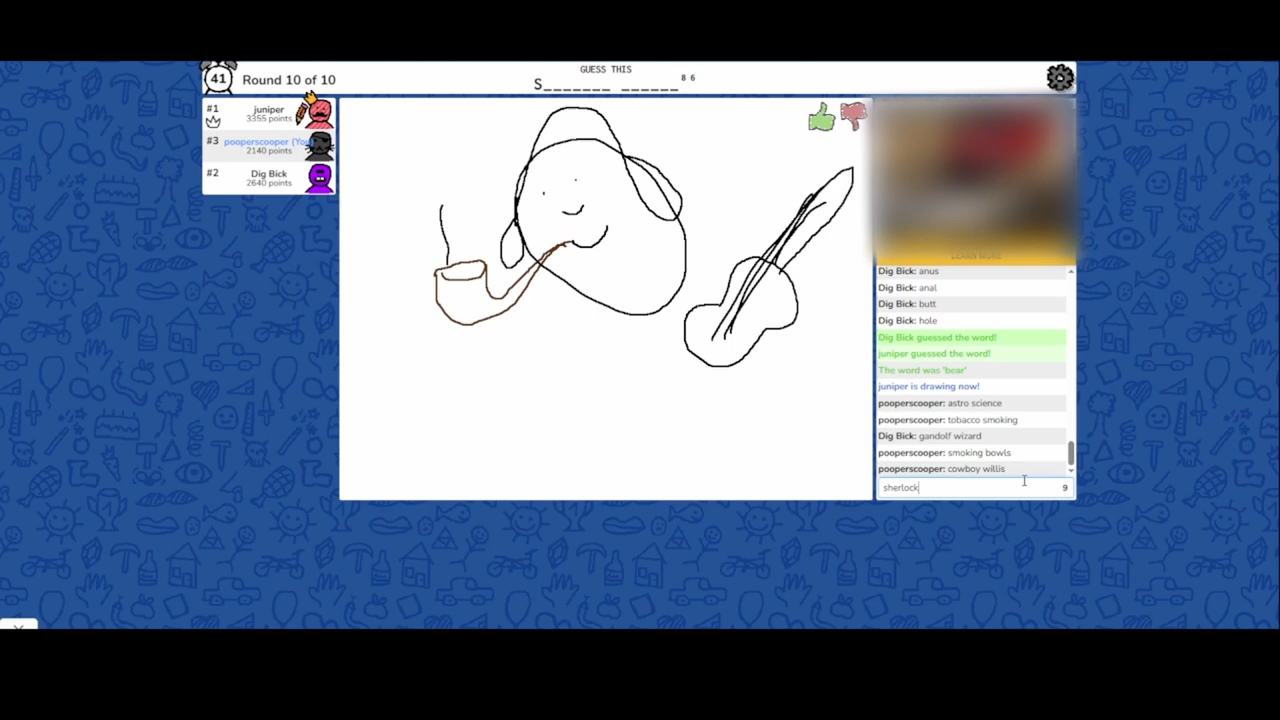 41
Round 10 of 10
GUESS THIS
S_______ ______ 8 6
#1 juniper
3355 points
#3 pooperscooper (You
2140 points
#2 Dig Bick
2640 points
LEARN MORE
Dig Bick: anus
Dig Bick: anal
Dig Bick: butt
Dig Bick: hole
Dig Bick guessed the word!
juniper guessed the word!
The word was 'bear'
juniper is drawing now!
pooperscooper: astro science
pooperscooper: tobacco smoking
Dig Bick: gandolf wizard
pooperscooper: smoking bowls
pooperscooper: cowboy willis
sherlock 9